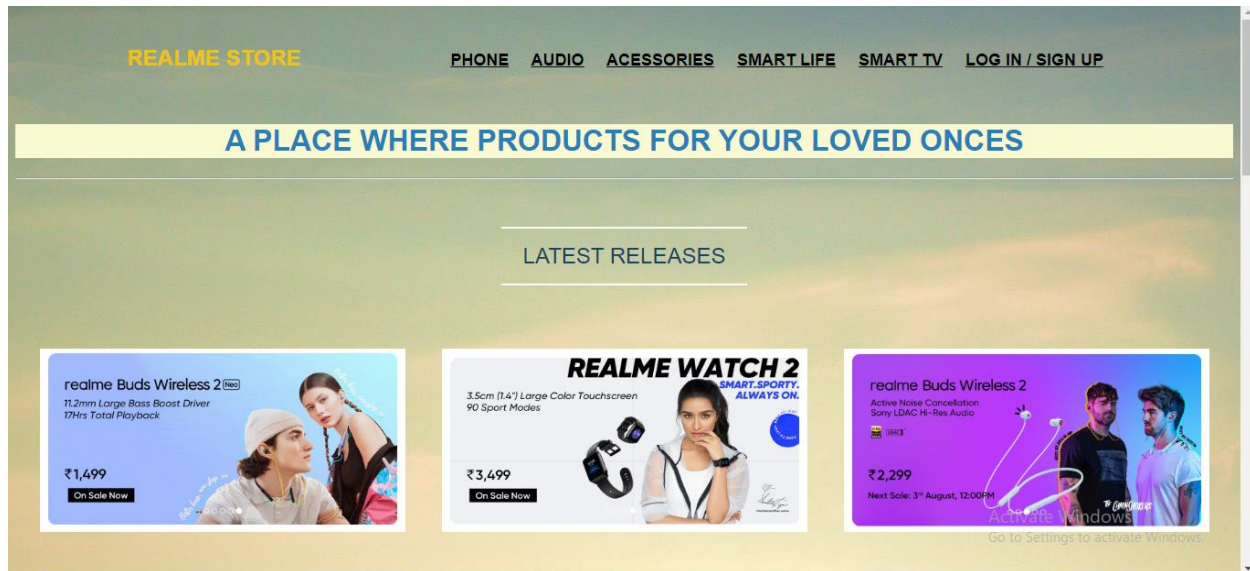 REALME STORE
PHONE AUDIO ACESSORIES SMART LIFE SMART TV LOG IN / SIGN UP
A PLACE WHERE PRODUCTS FOR YOUR LOVED ONCES
LATEST RELEASES
realme Buds Wireless 2 Neo
11.2mm Large Bass Boost Driver
17Hrs Total Playback
₹1,499
On Sale Now
REALME WATCH 2
SMART.SPORTY.
ALWAYS ON.
3.5cm (1.4") Large Color Touchscreen
90 Sport Modes
₹3,499
On Sale Now
realme Buds Wireless 2
Active Noise Cancellation
Sony LDAC Hi-Res Audio
₹2,299
Next Sale: 3rd August, 12:00PM
Activate Windows
Go to Settings to activate Windows.